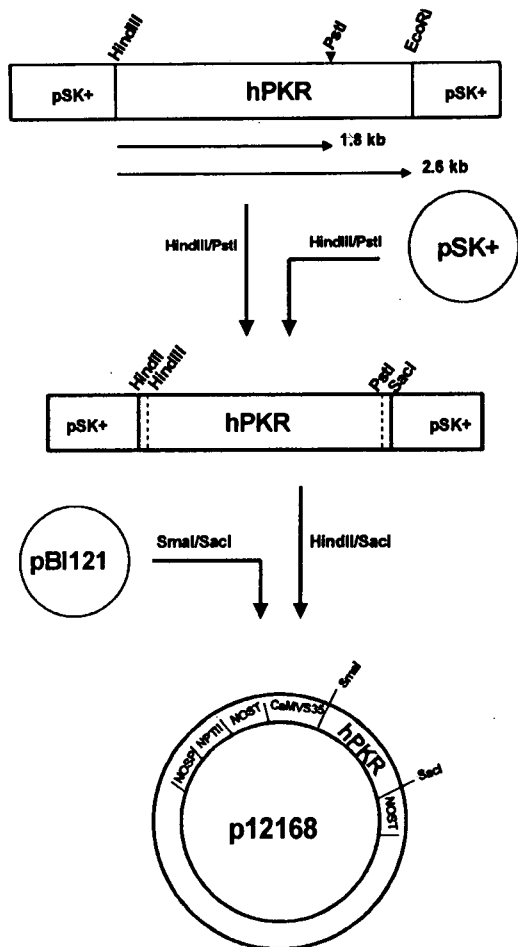 HindIII PstI EcoRI
pSK+ hPKR pSK+
1.8 kb
2.6 kb
HindIII/PstI HindIII/PstI
pSK+
HindII HindIII PstI SacI
pSK+ hPKR pSK+
pBI121
SmaI/SacI HindII/SacI
NOSP NPTII NOST CaMVS35 SmaI
hPKR
SacI
NOST
p12168